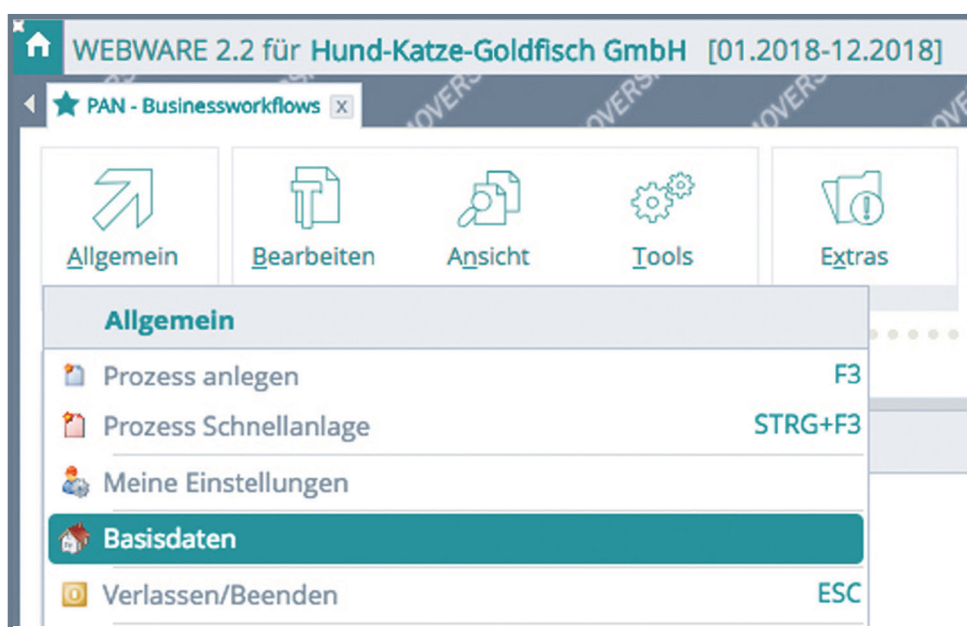 WEBWARE 2.2 für Hund-Katze-Goldfisch GmbH [01.2018-12.2018]
PAN - Businessworkflows x
Allgemein Bearbeiten Ansicht Tools Extras
Allgemein
Prozess anlegen F3
Prozess Schnellanlage STRG+F3
Meine Einstellungen
Basisdaten
Verlassen/Beenden ESC